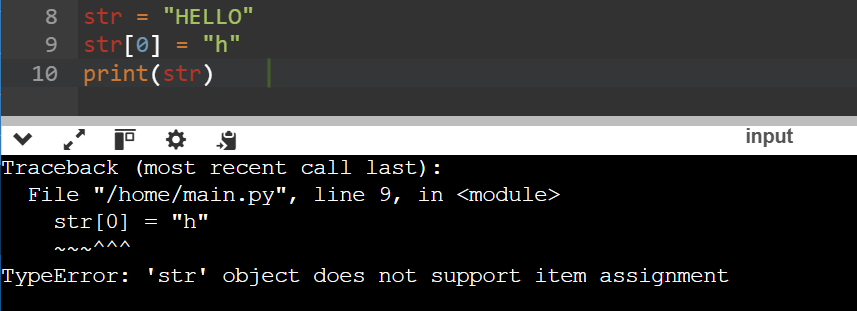 8 str = "HELLO"
9 str[0] = "h"
10 print(str)
input
Traceback (most recent call last):
  File "/home/main.py", line 9, in <module>
    str[0] = "h"
    ~~~^^^
TypeError: 'str' object does not support item assignment